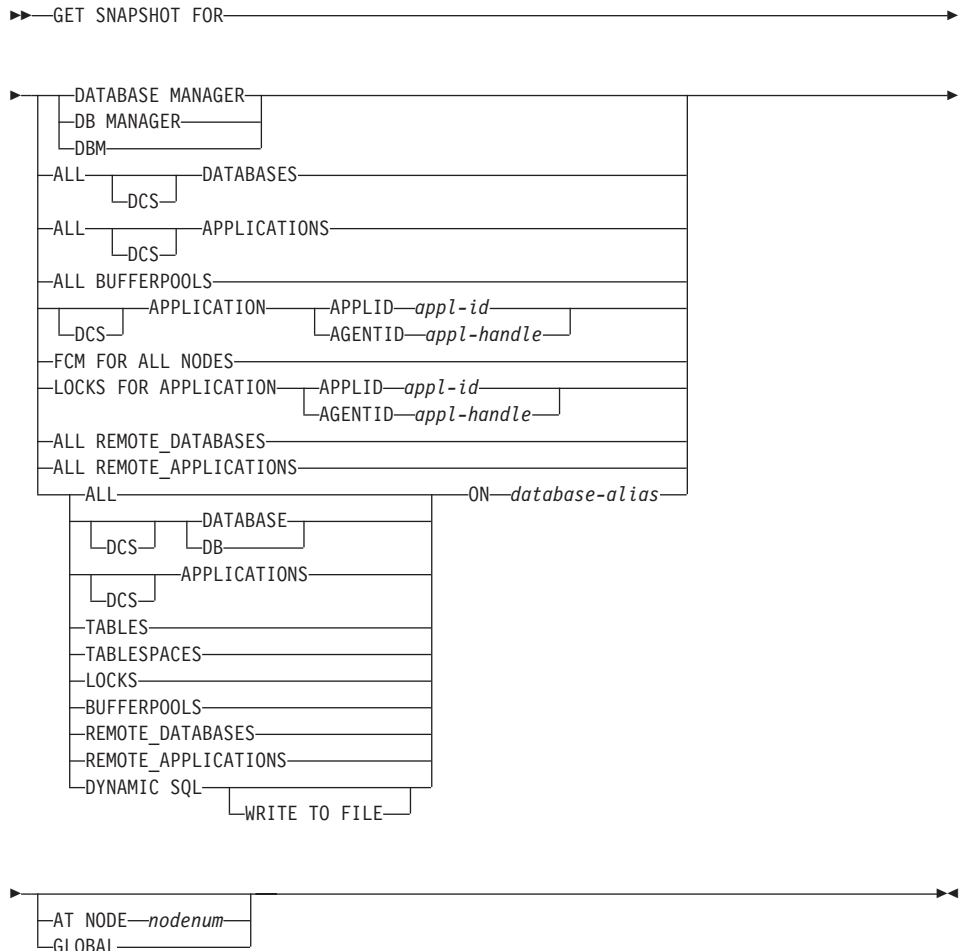 GET SNAPSHOT FOR
DATABASE MANAGER
DB MANAGER
DBM
ALL DATABASES
DCS
ALL APPLICATIONS
DCS
ALL BUFFERPOOLS
APPLICATION APPLID appl-id
DCS AGENTID appl-handle
FCM FOR ALL NODES
LOCKS FOR APPLICATION APPLID appl-id
AGENTID appl-handle
ALL REMOTE_DATABASES
ALL REMOTE_APPLICATIONS
ALL ON database-alias
DATABASE
DCS DB
APPLICATIONS
DCS
TABLES
TABLESPACES
LOCKS
BUFFERPOOLS
REMOTE_DATABASES
REMOTE_APPLICATIONS
DYNAMIC SQL
WRITE TO FILE
AT NODE nodenum
GLOBAL